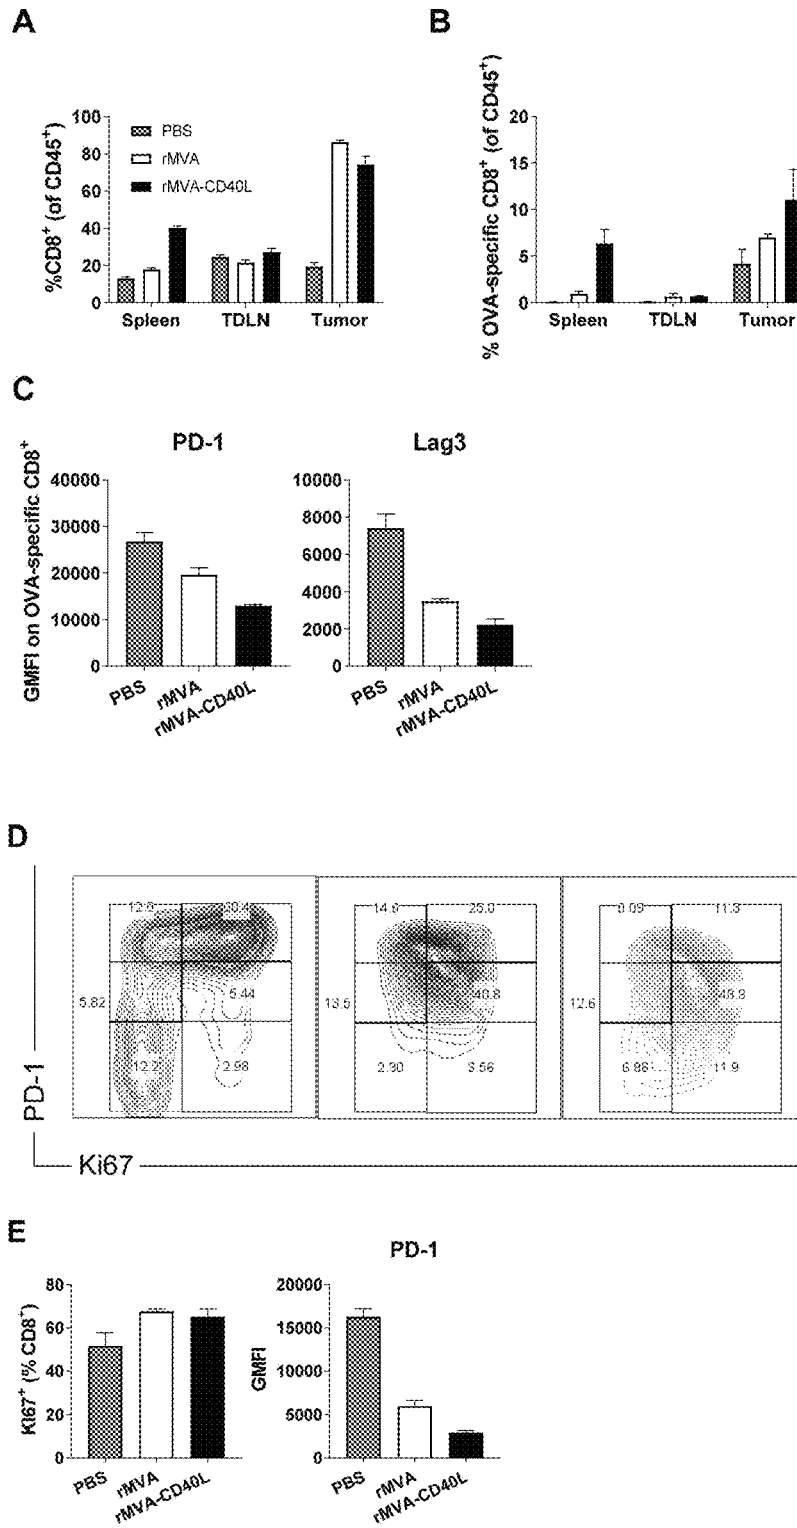 A
%CD8+ (of CD45+)
100
80
60
40
20
0
PBS
rMVA
rMVA-CD40L
Spleen TDLN Tumor
B
% OVA-specific CD8+ (of CD45+)
20
15
10
5
0
Spleen TDLN Tumor
C
GMFI on OVA-specific CD8+
PD-1
40000
30000
20000
10000
0
PBS
rMVA
rMVA-CD40L
Lag3
10000
8000
6000
4000
2000
0
PBS
rMVA
rMVA-CD40L
D
PD-1
5.82
5.44
12.2
2.98
14.6
25.0
13.5
40.8
2.30
3.56
11.3
12.6
6.86
11.9
Ki67
E
Ki67+ (% CD8+)
80
60
40
20
0
PBS
rMVA
rMVA-CD40L
PD-1
GMFI
20000
15000
10000
5000
0
PBS
rMVA
rMVA-CD40L